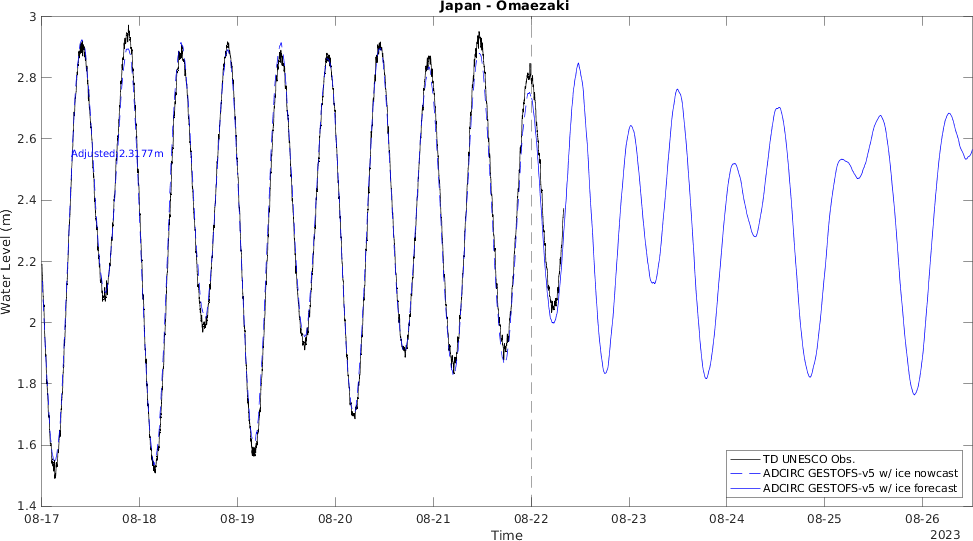 Japan - Omaezaki
3
2.8
2.6
2.4
2.2
2
1.8
1.6
1.4
Water Level (m)
Adjusted:2.3177m
TD UNESCO Obs.
ADCIRC GESTOFS-v5 w/ ice nowcast
ADCIRC GESTOFS-v5 w/ ice forecast
08-17 08-18 08-19 08-20 08-21 08-22 08-23 08-24 08-25 08-26
Time
2023